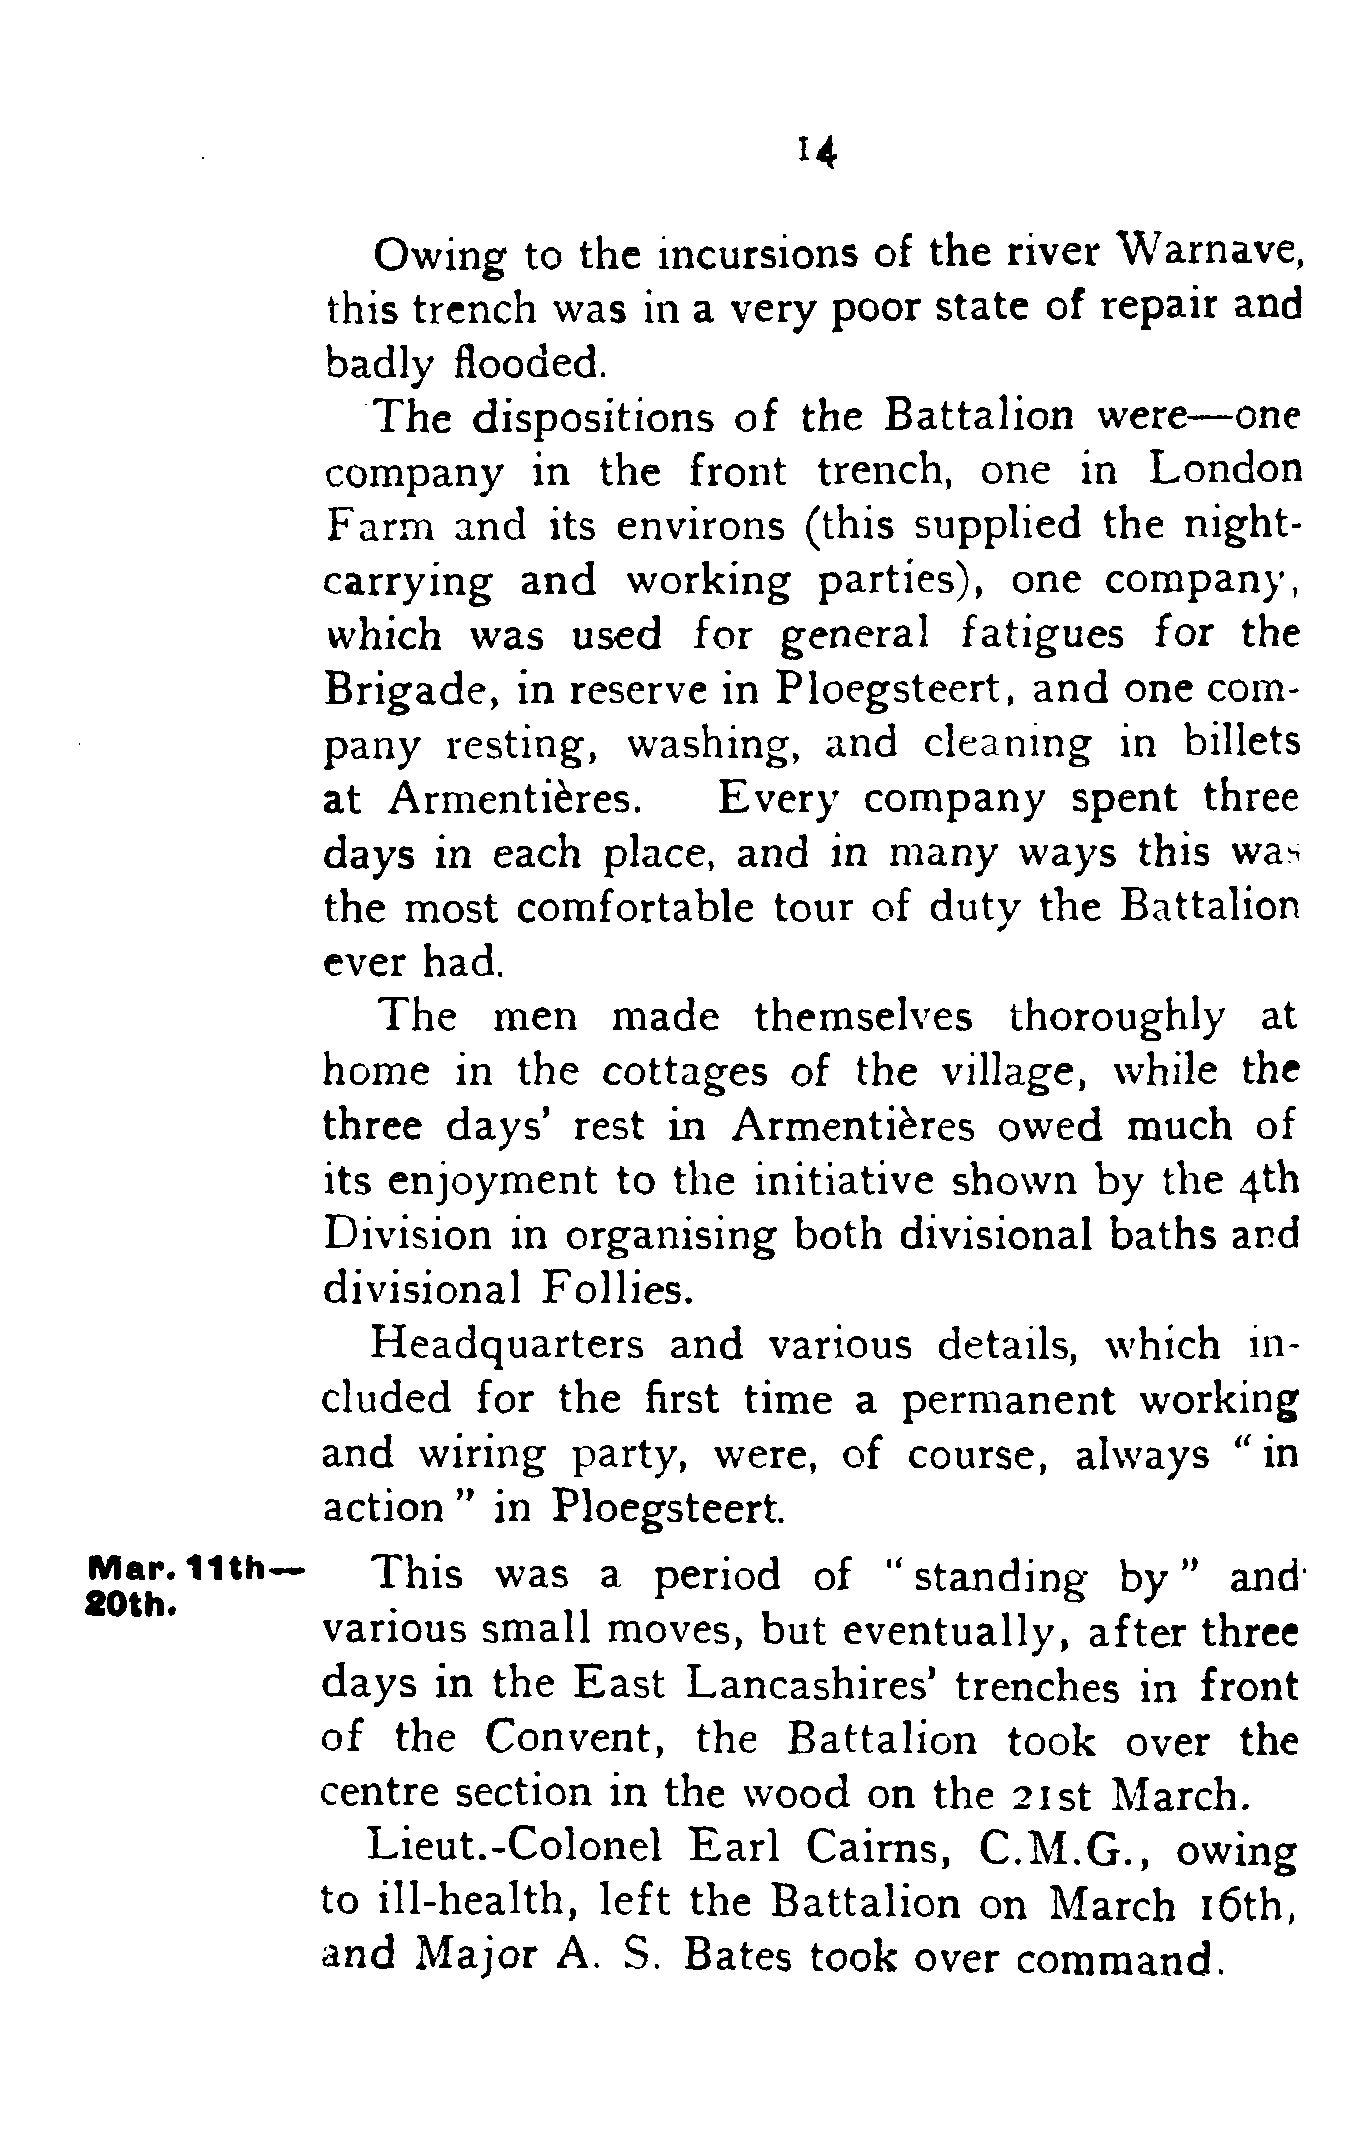 14
Owing to the incursions of the river Warnave,
this trench was in a very poor state of repair and
badly flooded.
The dispositions of the Battalion were—one
company in the front trench, one in London
Farm and its environs (this supplied the night-
carrying and working parties), one company,
which was used for general fatigues for the
Brigade, in reserve in Ploegsteert, and one com-
pany resting, washing, and cleaning in billets
at Armentières. Every company spent three
days in each place, and in many ways this was
the most comfortable tour of duty the Battalion
ever had.
The men made themselves thoroughly at
home in the cottages of the village, while the
three days' rest in Armentières owed much of
its enjoyment to the initiative shown by the 4th
Division in organising both divisional baths and
divisional Follies.
Headquarters and various details, which in-
cluded for the first time a permanent working
and wiring party, were, of course, always "in
action" in Ploegsteert.
Mar. 11th—
20th.
This was a period of "standing by" and
various small moves, but eventually, after three
days in the East Lancashires' trenches in front
of the Convent, the Battalion took over the
centre section in the wood on the 21st March.
Lieut.-Colonel Earl Cairns, C.M.G., owing
to ill-health, left the Battalion on March 16th,
and Major A. S. Bates took over command.